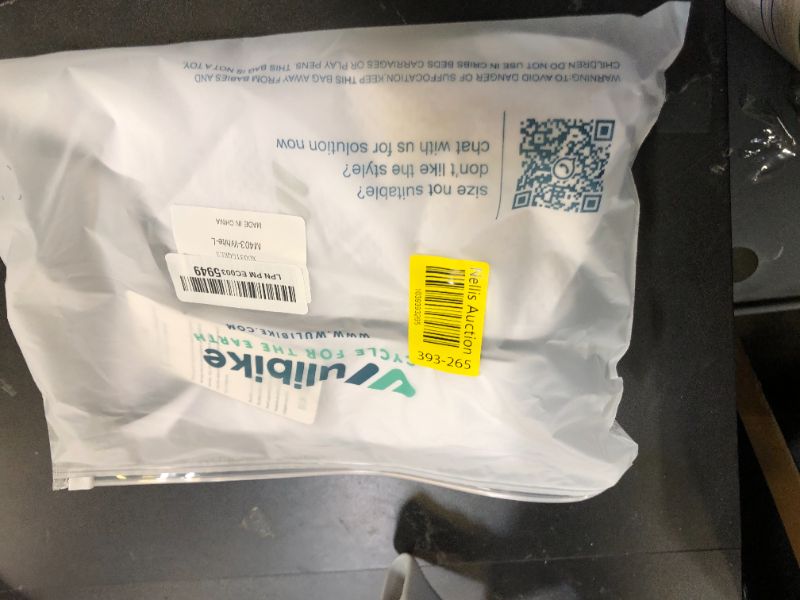 Wulibike
CYCLE FOR THE EARTH
WWW.WULIBIKE.COM
Nellis Auction
393-265
LPN PM EC0935949
M403-White-L
MADE IN CHINA
size not suitable?
don't like the style?
chat with us for solution now
WARNING: TO AVOID DANGER OF SUFFOCATION, KEEP THIS BAG AWAY FROM BABIES AND
CHILDREN DO NOT USE IN CRIBS BEDS CARRIAGES OR PLAY PENS. THIS BAG IS NOT A TOY.